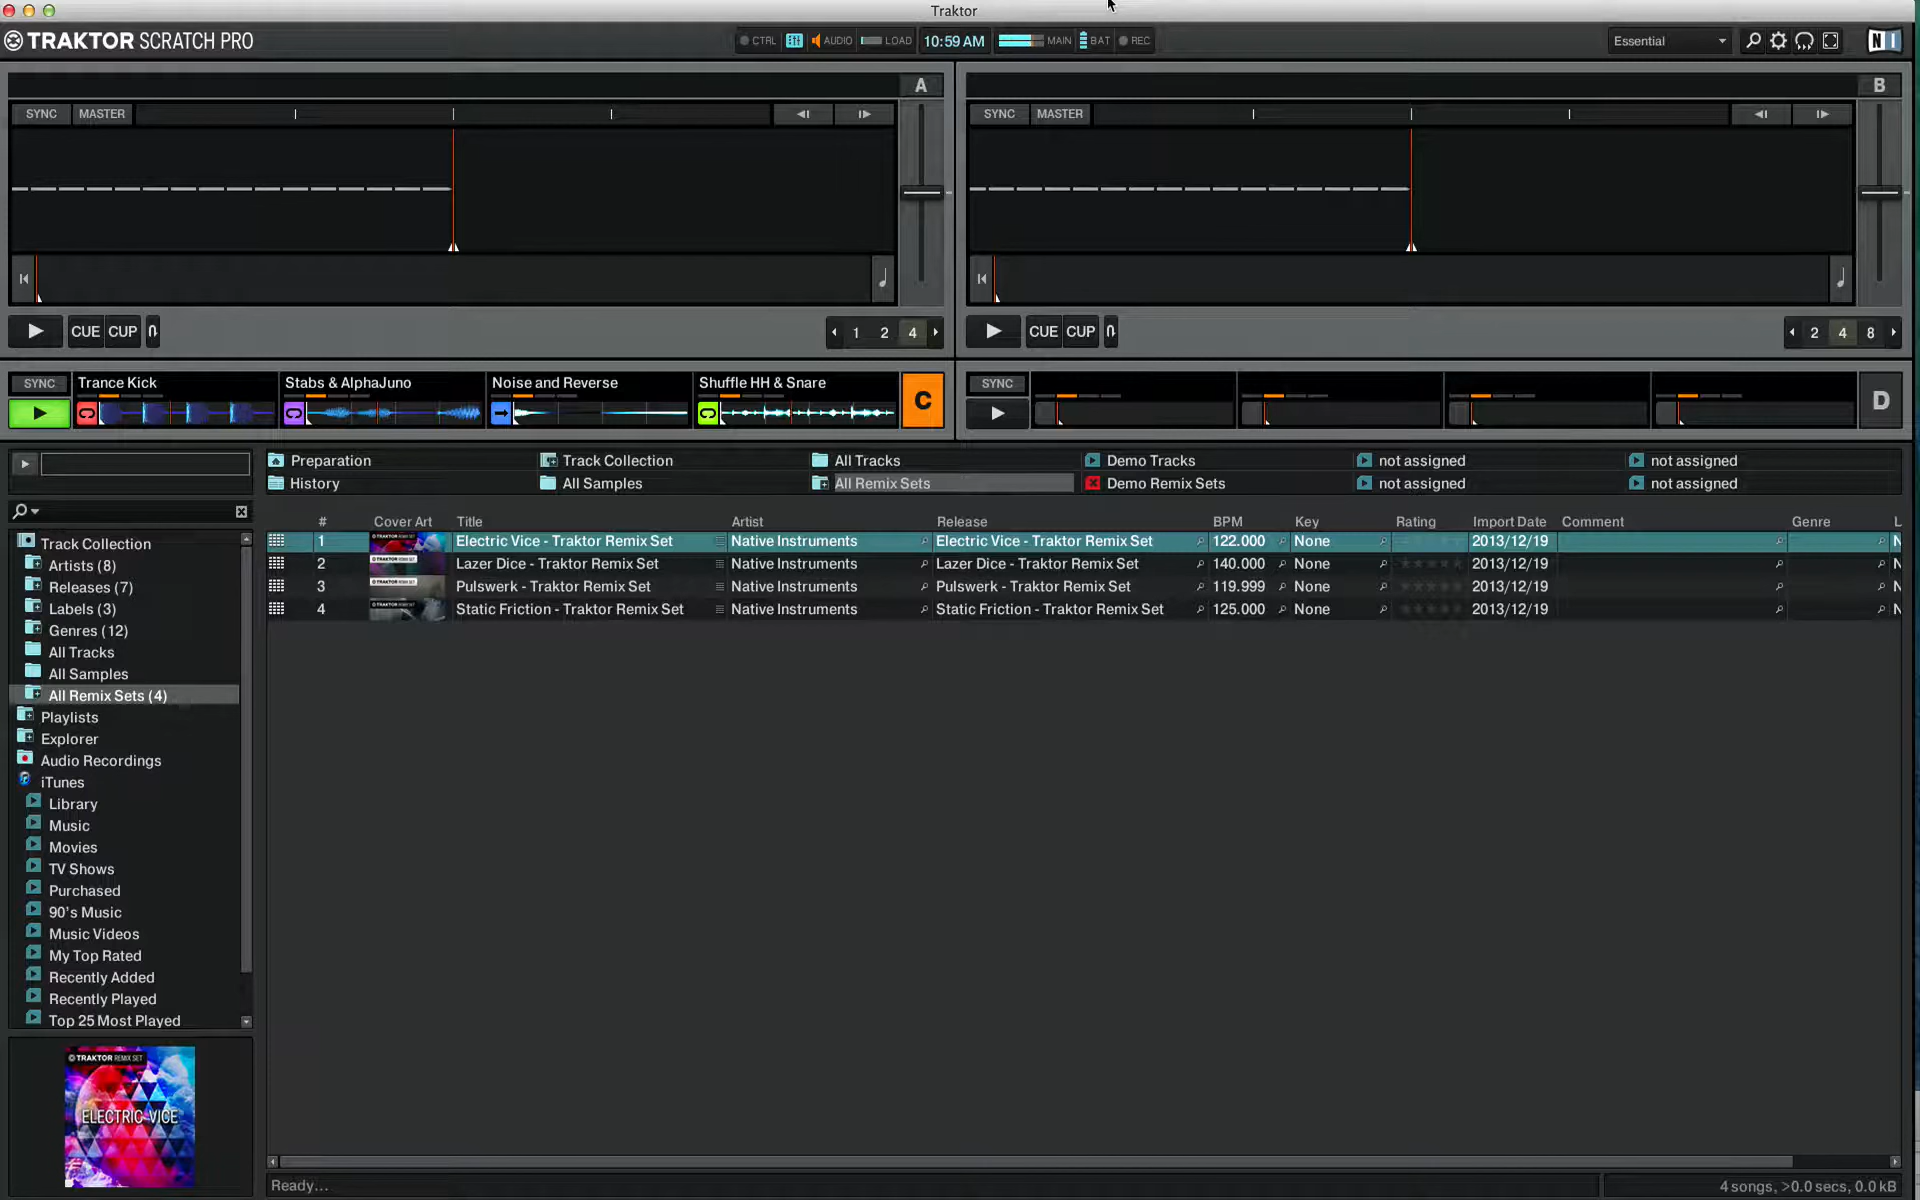 Traktor
TRAKTOR SCRATCH PRO
CTRL AUDIO LOAD 10:59 AM MAIN BAT REC
Essential
A
SYNC MASTER
CUE CUP
1 2 4
B
SYNC MASTER
CUE CUP
2 4 8
SYNC Trance Kick Stabs & AlphaJuno Noise and Reverse Shuffle HH & Snare C
SYNC D
Preparation Track Collection All Tracks Demo Tracks not assigned not assigned
History All Samples All Remix Sets Demo Remix Sets not assigned not assigned
Track Collection
Artists (8)
Releases (7)
Labels (3)
Genres (12)
All Tracks
All Samples
All Remix Sets (4)
Playlists
Explorer
Audio Recordings
iTunes
Library
Music
Movies
TV Shows
Purchased
90's Music
Music Videos
My Top Rated
Recently Added
Recently Played
Top 25 Most Played
# Cover Art Title Artist Release BPM Key Rating Import Date Comment Genre L
1 Electric Vice - Traktor Remix Set Native Instruments Electric Vice - Traktor Remix Set 122.000 None 2013/12/19 N
2 Lazer Dice - Traktor Remix Set Native Instruments Lazer Dice - Traktor Remix Set 140.000 None 2013/12/19 N
3 Pulswerk - Traktor Remix Set Native Instruments Pulswerk - Traktor Remix Set 119.999 None 2013/12/19 N
4 Static Friction - Traktor Remix Set Native Instruments Static Friction - Traktor Remix Set 125.000 None 2013/12/19 N
TRAKTOR REMIX SET
ELECTRIC VICE
Ready...
4 songs, >0.0 secs, 0.0 kB